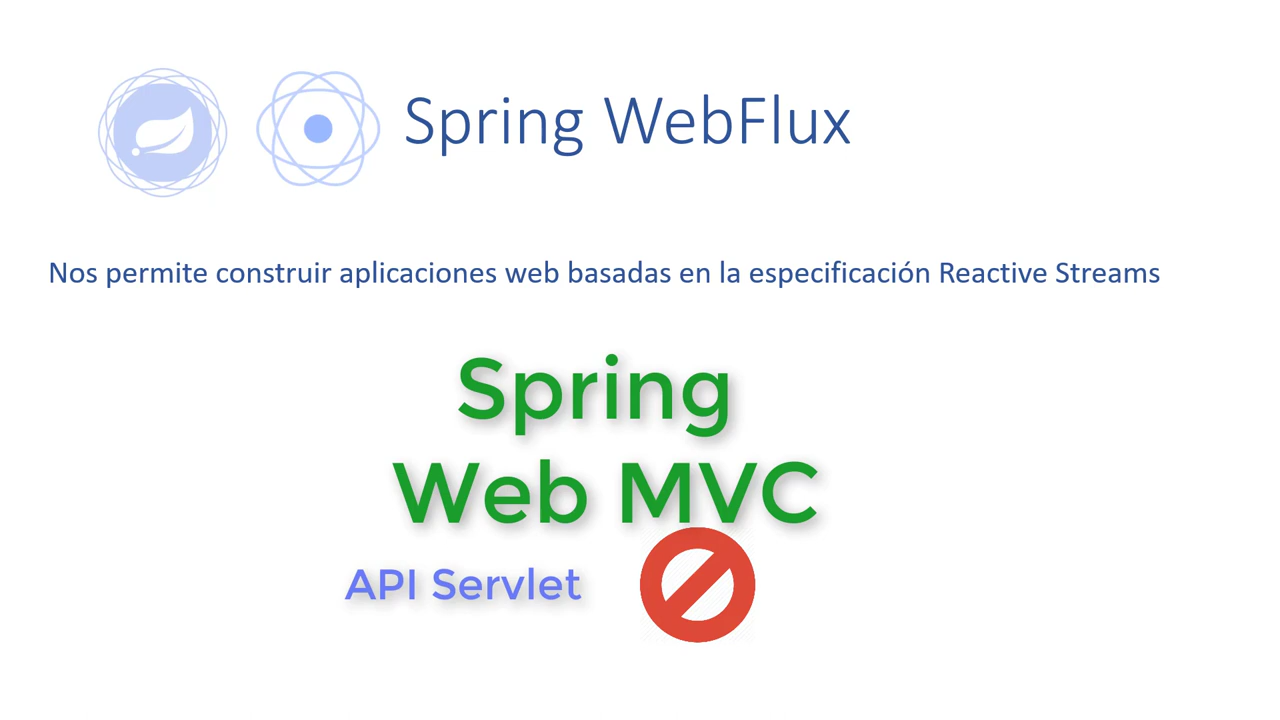 Spring WebFlux
Nos permite construir aplicaciones web basadas en la especificación Reactive Streams
Spring
Web MVC
API Servlet